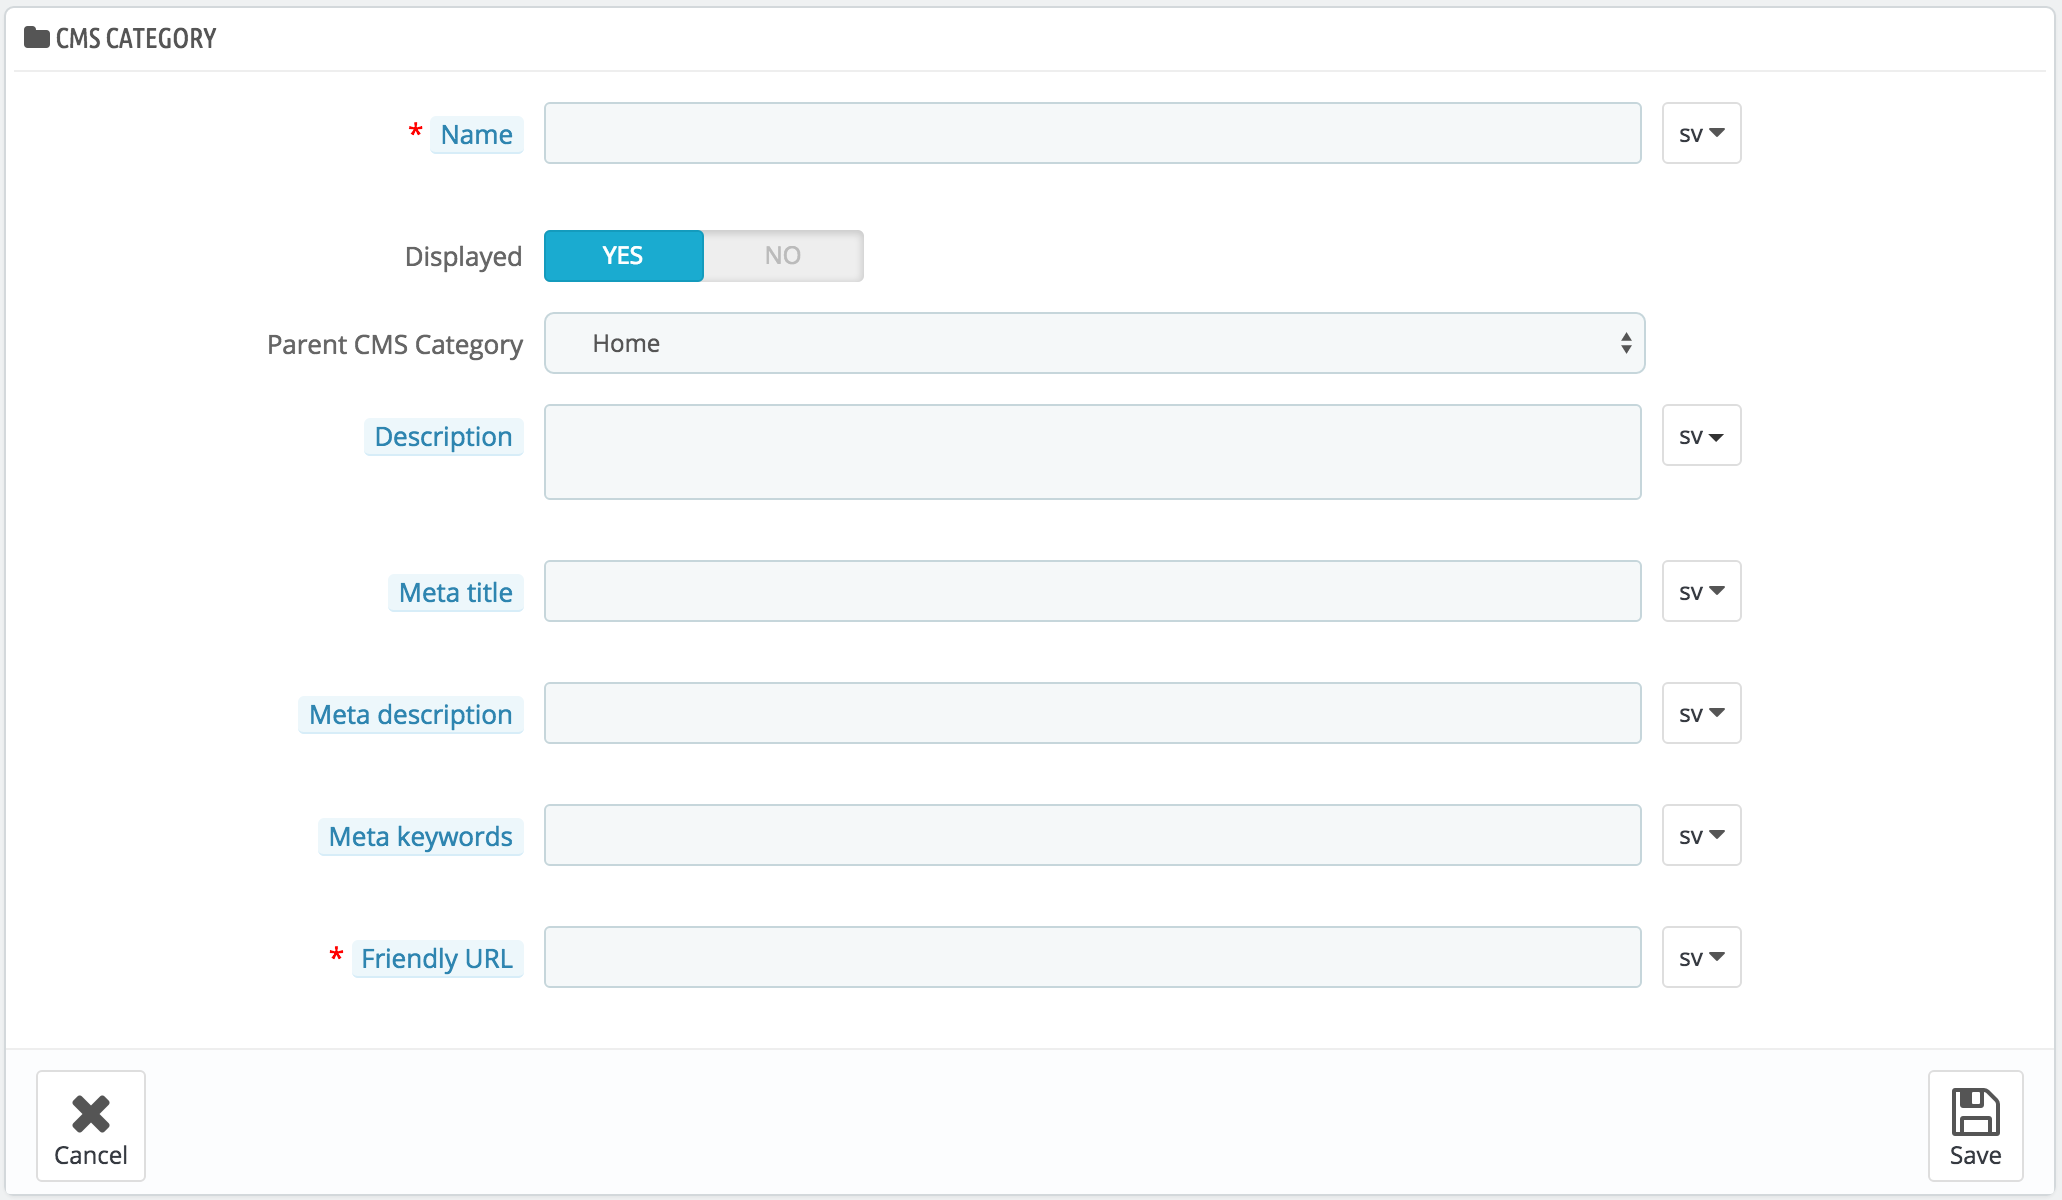 CMS CATEGORY
* Name
sv
Displayed YES NO
Parent CMS Category Home
Description sv
Meta title sv
Meta description sv
Meta keywords sv
* Friendly URL sv
Cancel Save